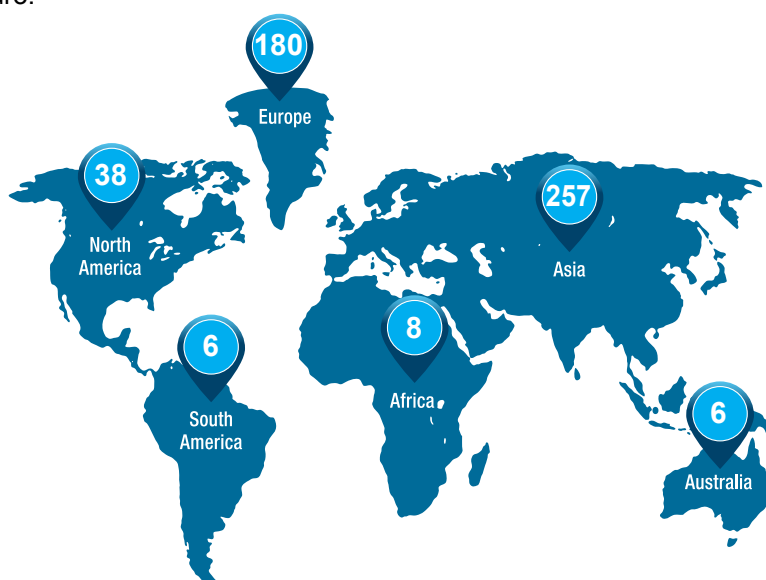 180
Europe
38
North
America
257
Asia
6
South
America
8
Africa
6
Australia